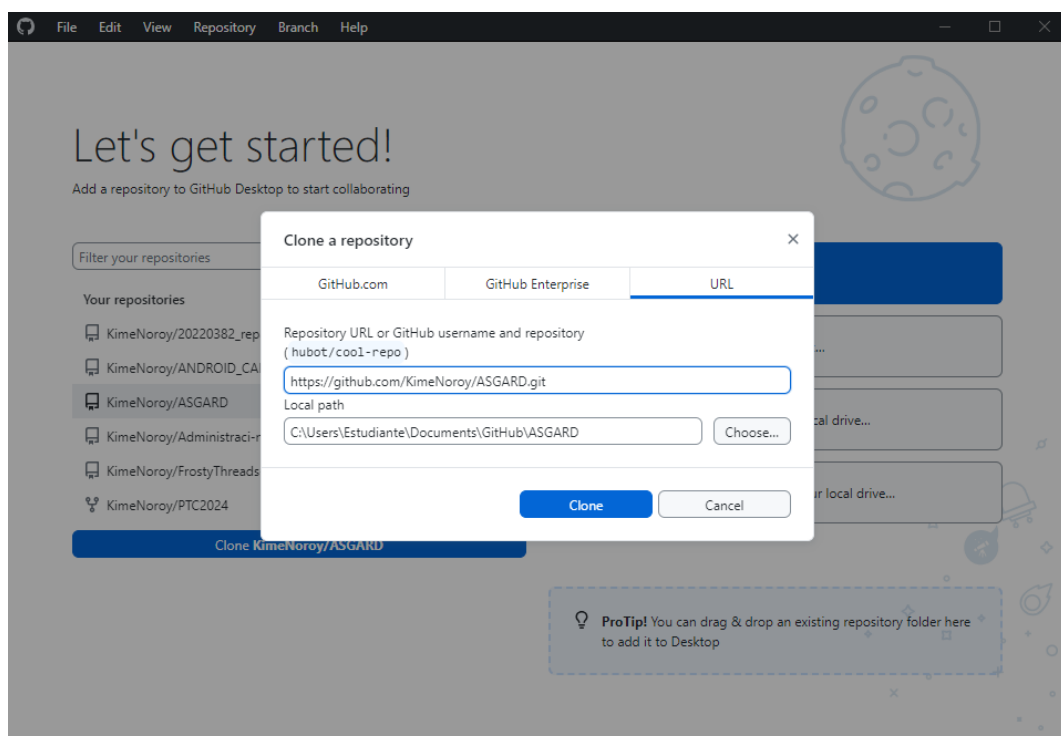 File Edit View Repository Branch Help
Let's get started!
Add a repository to GitHub Desktop to start collaborating
Filter your repositories
Your repositories
KimeNoroy/20220382_rep
KimeNoroy/ANDROID_CA
KimeNoroy/ASGARD
KimeNoroy/Administraci-r
KimeNoroy/FrostyThreads
KimeNoroy/PTC2024
Clone KimeNoroy/ASGARD
Clone a repository
GitHub.com GitHub Enterprise URL
Repository URL or GitHub username and repository
(hubot/cool-repo)
https://github.com/KimeNoroy/ASGARD.git
Local path
C:\Users\Estudiante\Documents\GitHub\ASGARD Choose...
Clone Cancel
...
cal drive...
ur local drive...
ProTip! You can drag & drop an existing repository folder here
to add it to Desktop